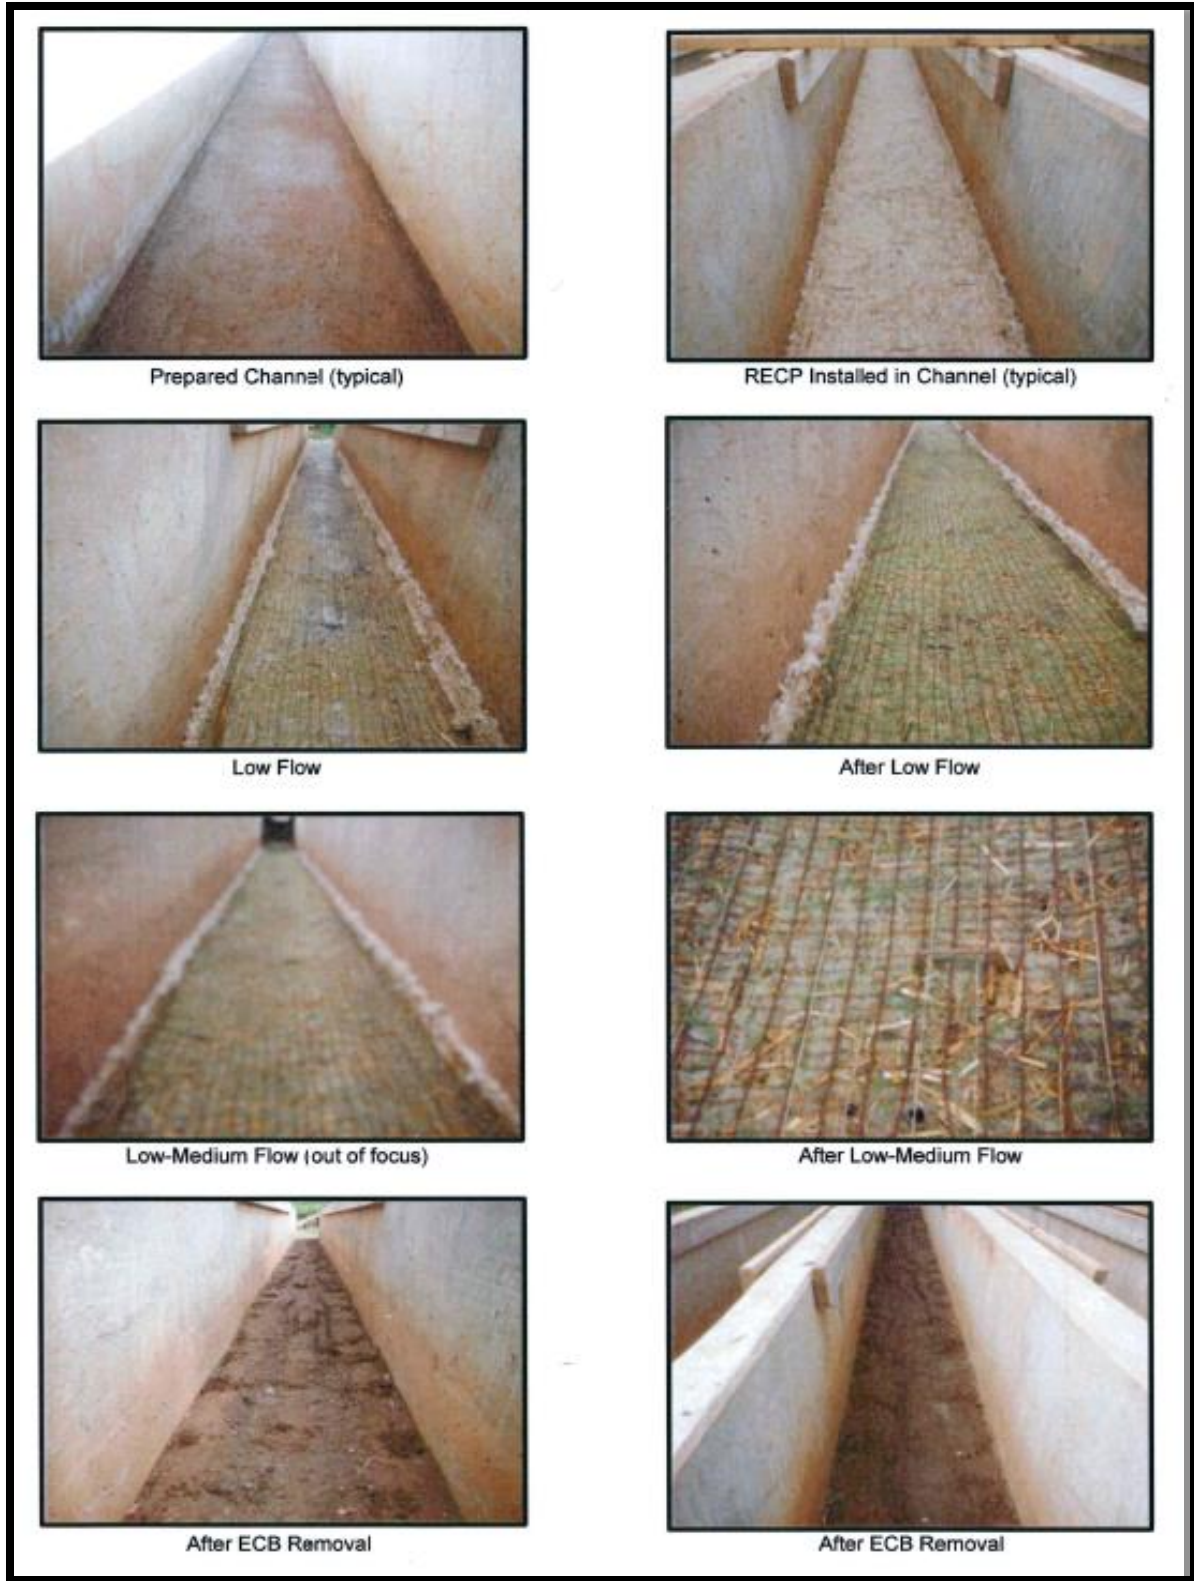 Prepared Channel (typical)
RECP Installed in Channel (typical)
Low Flow
After Low Flow
Low-Medium Flow (out of focus)
After Low-Medium Flow
After ECB Removal
After ECB Removal